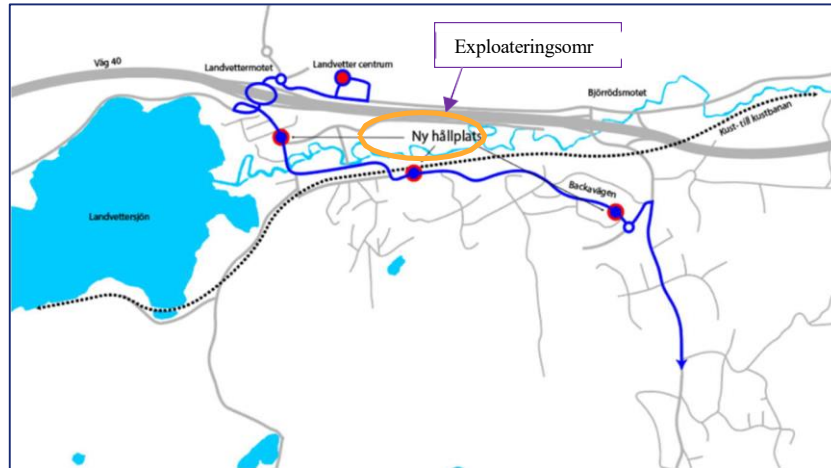 Exploateringsomr
Väg 40
Landvettermotet
Landvetter centrum
Björrödsmotet
Ny hållplats
Kust- till kustbanan
Backavägen
Landvettersjön